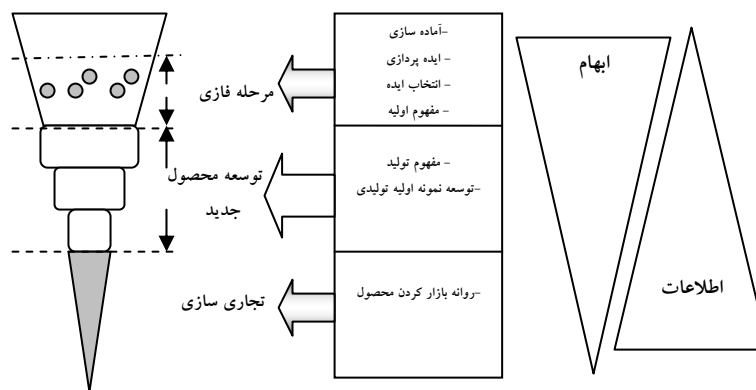 -آماده سازی
-ایده پردازی
-انتخاب ایده
-مفهوم اولیه
مرحله فازی
ابهام
-مفهوم تولید
-توسعه نمونه اولیه تولیدی
توسعه محصول
جدید
-روانه بازار کردن محصول
تجاری سازی
اطلاعات